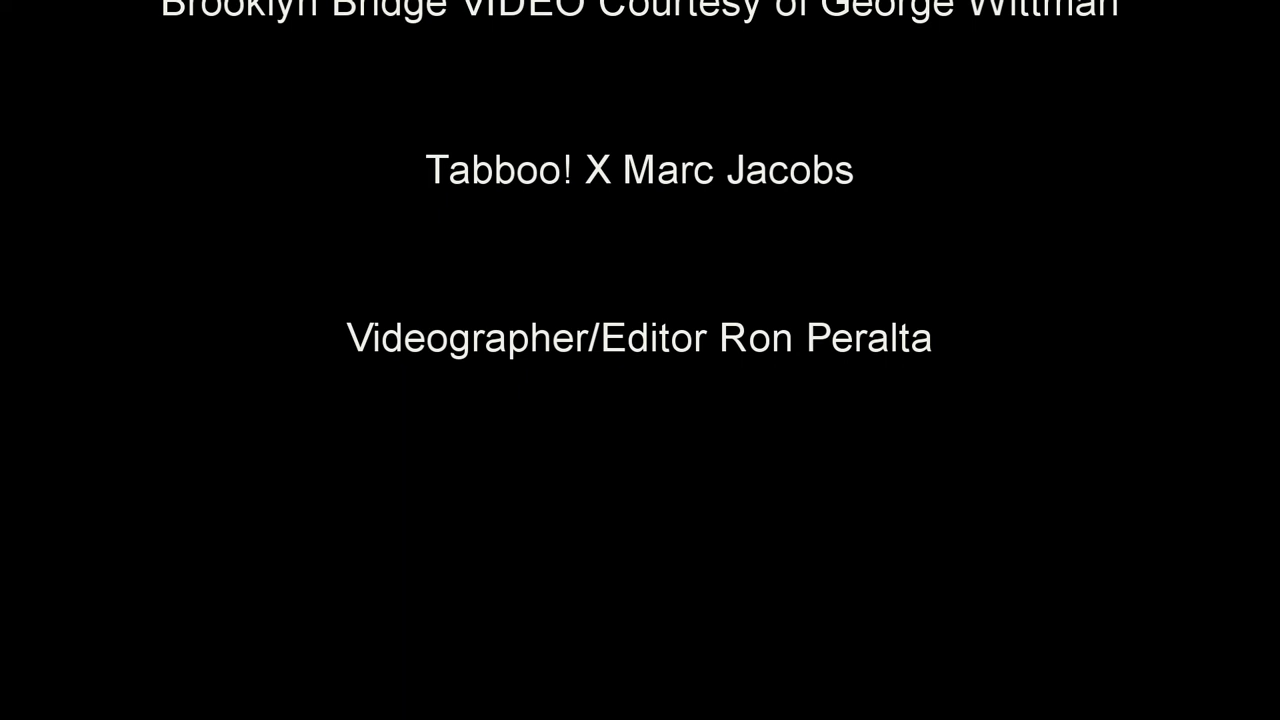 Brooklyn Bridge VIDEO Courtesy of George Wittman
Tabboo! X Marc Jacobs
Videographer/Editor Ron Peralta